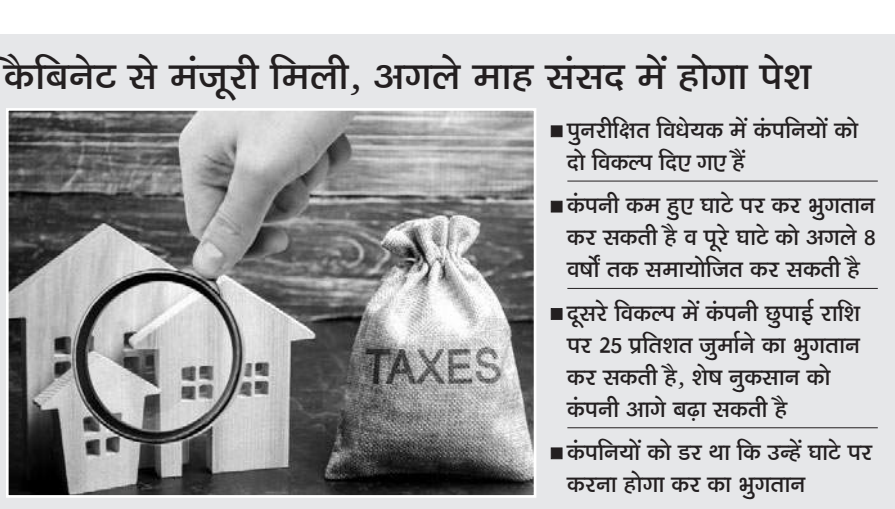 कैबिनेट से मंजूरी मिली, अगले माह संसद में होगा पेश
TAXES
■ पुनरीक्षित विधेयक में कंपनियों को
दो विकल्प दिए गए हैं
■ कंपनी कम हुए घाटे पर कर भुगतान
कर सकती है व पूरे घाटे को अगले 8
वर्षों तक समायोजित कर सकती है
■ दूसरे विकल्प में कंपनी छुपाई राशि
पर 25 प्रतिशत जुर्माने का भुगतान
कर सकती है, शेष नुकसान को
कंपनी आगे बढ़ा सकती है
■ कंपनियों को डर था कि उन्हें घाटे पर
करना होगा कर का भुगतान